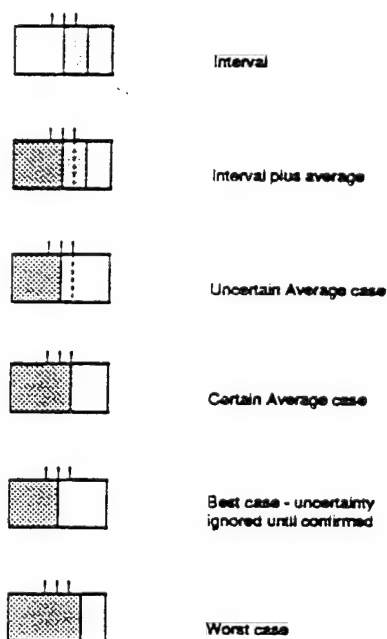 Interval
Interval plus average
Uncertain Average case
Certain Average case
Best case - uncertainty
ignored until confirmed
Worst case